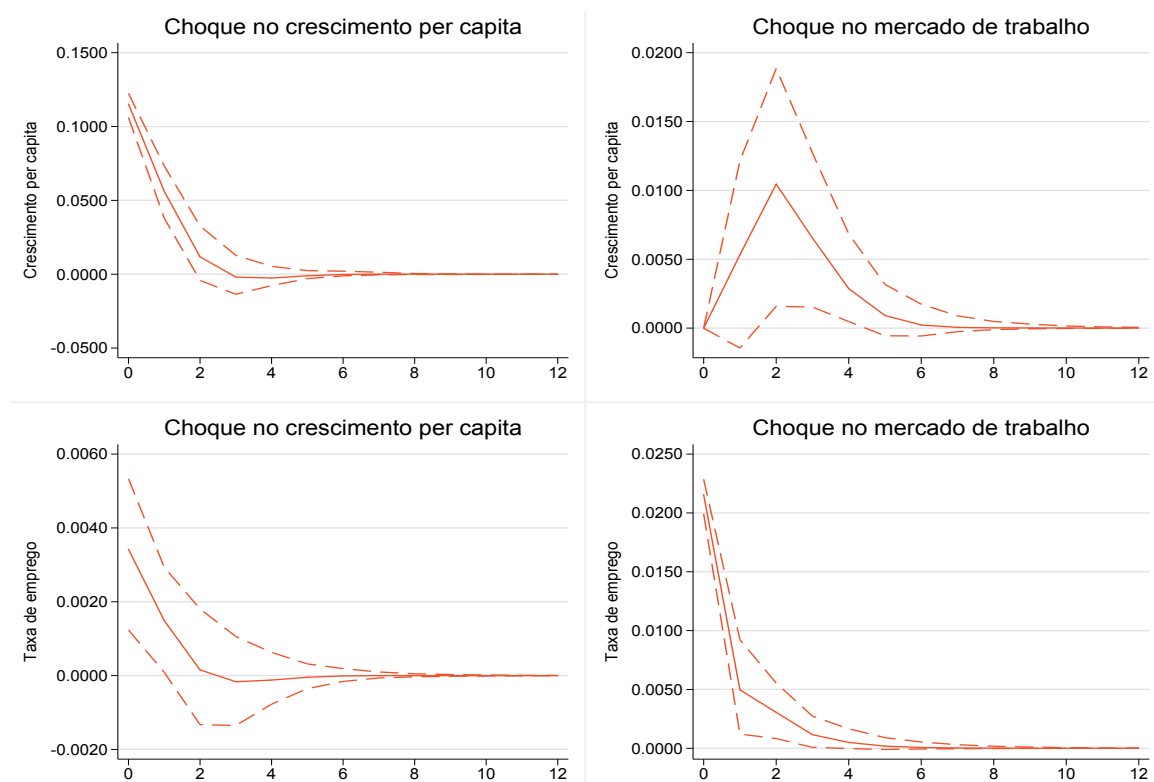 Choque no crescimento per capita
Crescimento per capita
0.1500
0.1000
0.0500
0.0000
-0.0500
0 2 4 6 8 10 12
Choque no mercado de trabalho
Crescimento per capita
0.0200
0.0150
0.0100
0.0050
0.0000
0 2 4 6 8 10 12
Choque no crescimento per capita
Taxa de emprego
0.0060
0.0040
0.0020
0.0000
-0.0020
0 2 4 6 8 10 12
Choque no mercado de trabalho
Taxa de emprego
0.0250
0.0200
0.0150
0.0100
0.0050
0.0000
0 2 4 6 8 10 12